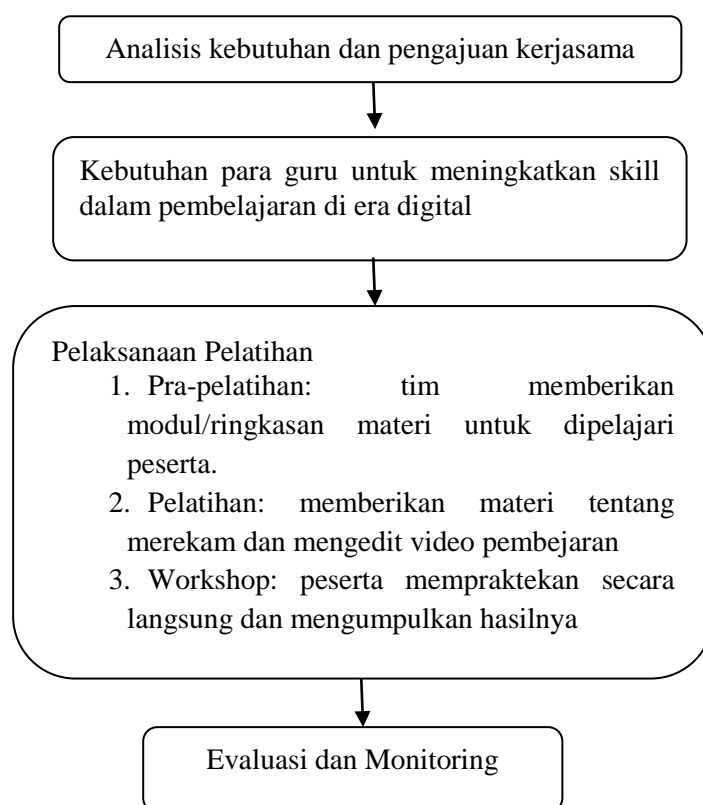 Analisis kebutuhan dan pengajuan kerjasama
Kebutuhan para guru untuk meningkatkan skill
dalam pembelajaran di era digital
Pelaksanaan Pelatihan
1. Pra-pelatihan: tim memberikan
modul/ringkasan materi untuk dipelajari
peserta.
2. Pelatihan: memberikan materi tentang
merekam dan mengedit video pembejaran
3. Workshop: peserta mempraktekan secara
langsung dan mengumpulkan hasilnya
Evaluasi dan Monitoring